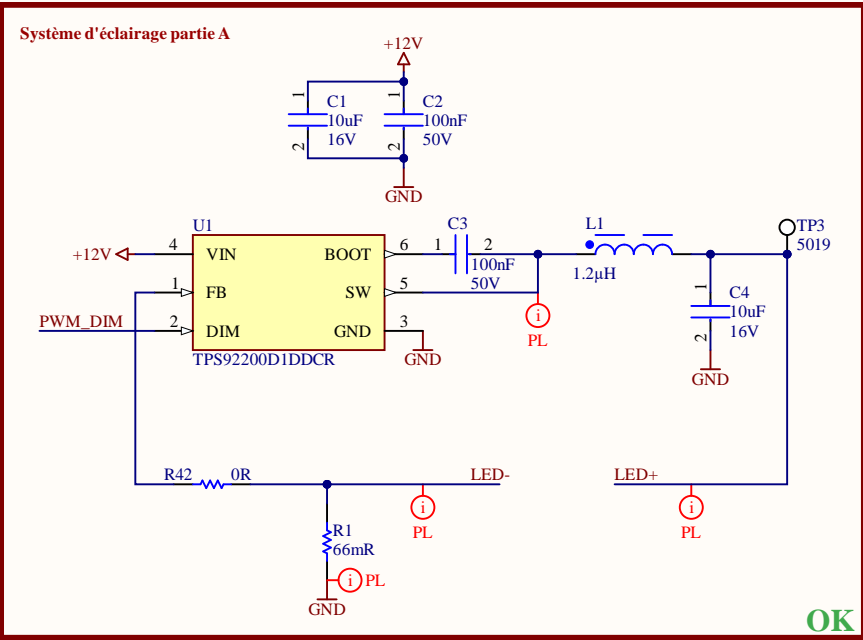 Système d'éclairage partie A
+12V
1
C1
10uF
16V
2
1
C2
100nF
50V
2
GND
U1
+12V
4
VIN
1
FB
PWM_DIM
2
DIM
BOOT
6
SW
5
GND
3
GND
TPS92200D1DDCR
C3
1
2
100nF
50V
i
PL
L1
1.2µH
TP3
5019
1
C4
10uF
16V
2
GND
R42
0R
LED-
i
PL
LED+
i
PL
R1
66mR
i
PL
GND
OK